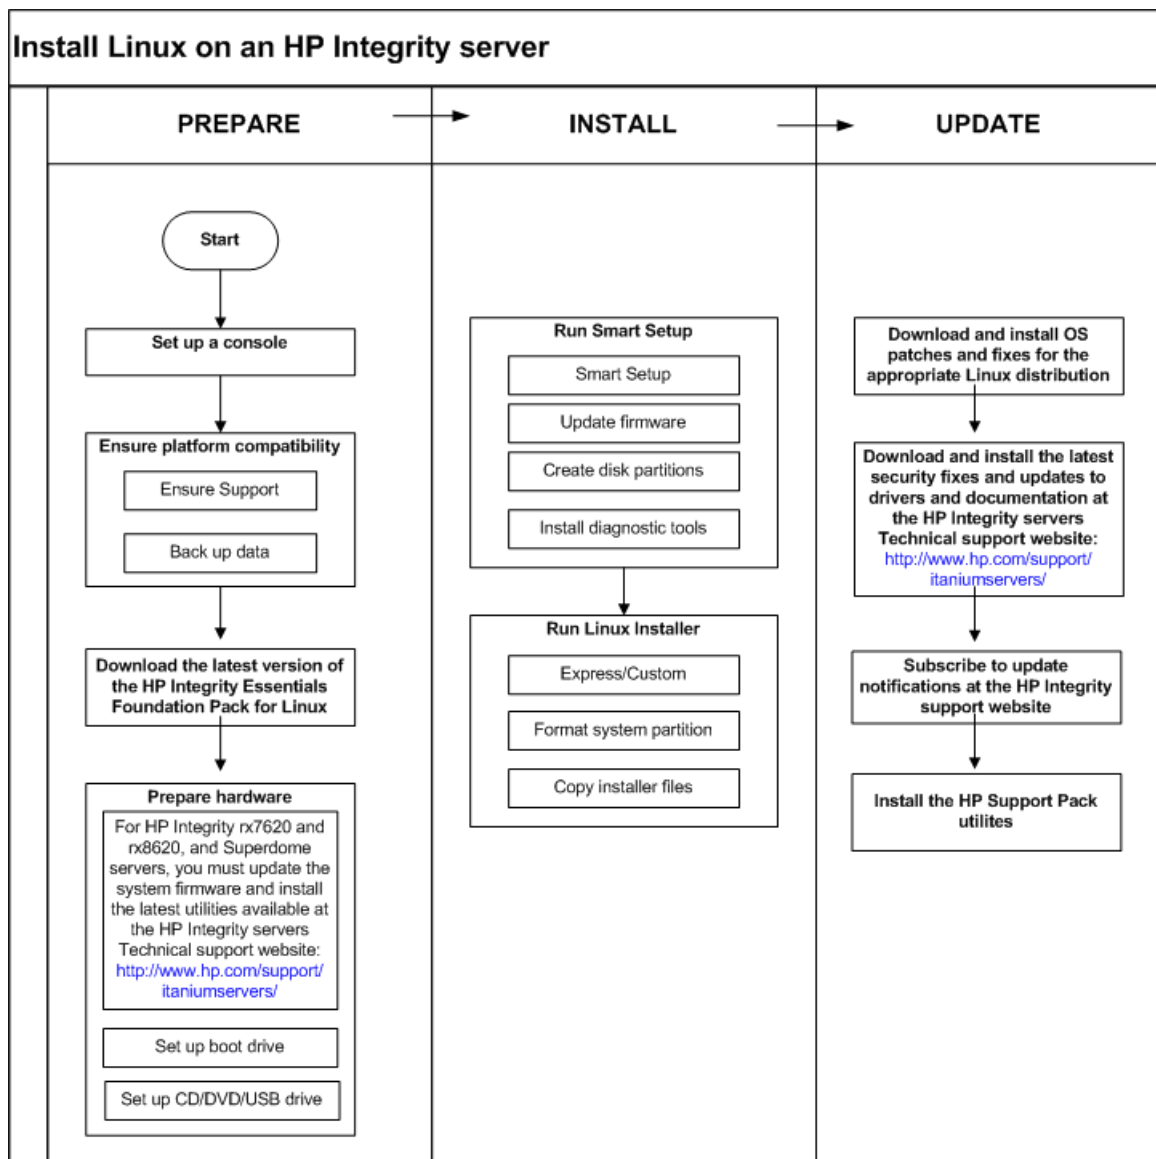 Install Linux on an HP Integrity server
PREPARE
INSTALL
UPDATE
Start
Set up a console
Ensure platform compatibility
Ensure Support
Back up data
Download the latest version of
the HP Integrity Essentials
Foundation Pack for Linux
Prepare hardware
For HP Integrity rx7620 and
rx8620, and Superdome
servers, you must update the
system firmware and install
the latest utilities available at
the HP Integrity servers
Technical support website:
http://www.hp.com/support/
itaniumservers/
Set up boot drive
Set up CD/DVD/USB drive
Run Smart Setup
Smart Setup
Update firmware
Create disk partitions
Install diagnostic tools
Run Linux Installer
Express/Custom
Format system partition
Copy installer files
Download and install OS
patches and fixes for the
appropriate Linux distribution
Download and install the latest
security fixes and updates to
drivers and documentation at
the HP Integrity servers
Technical support website:
http://www.hp.com/support/
itaniumservers/
Subscribe to update
notifications at the HP Integrity
support website
Install the HP Support Pack
utilites